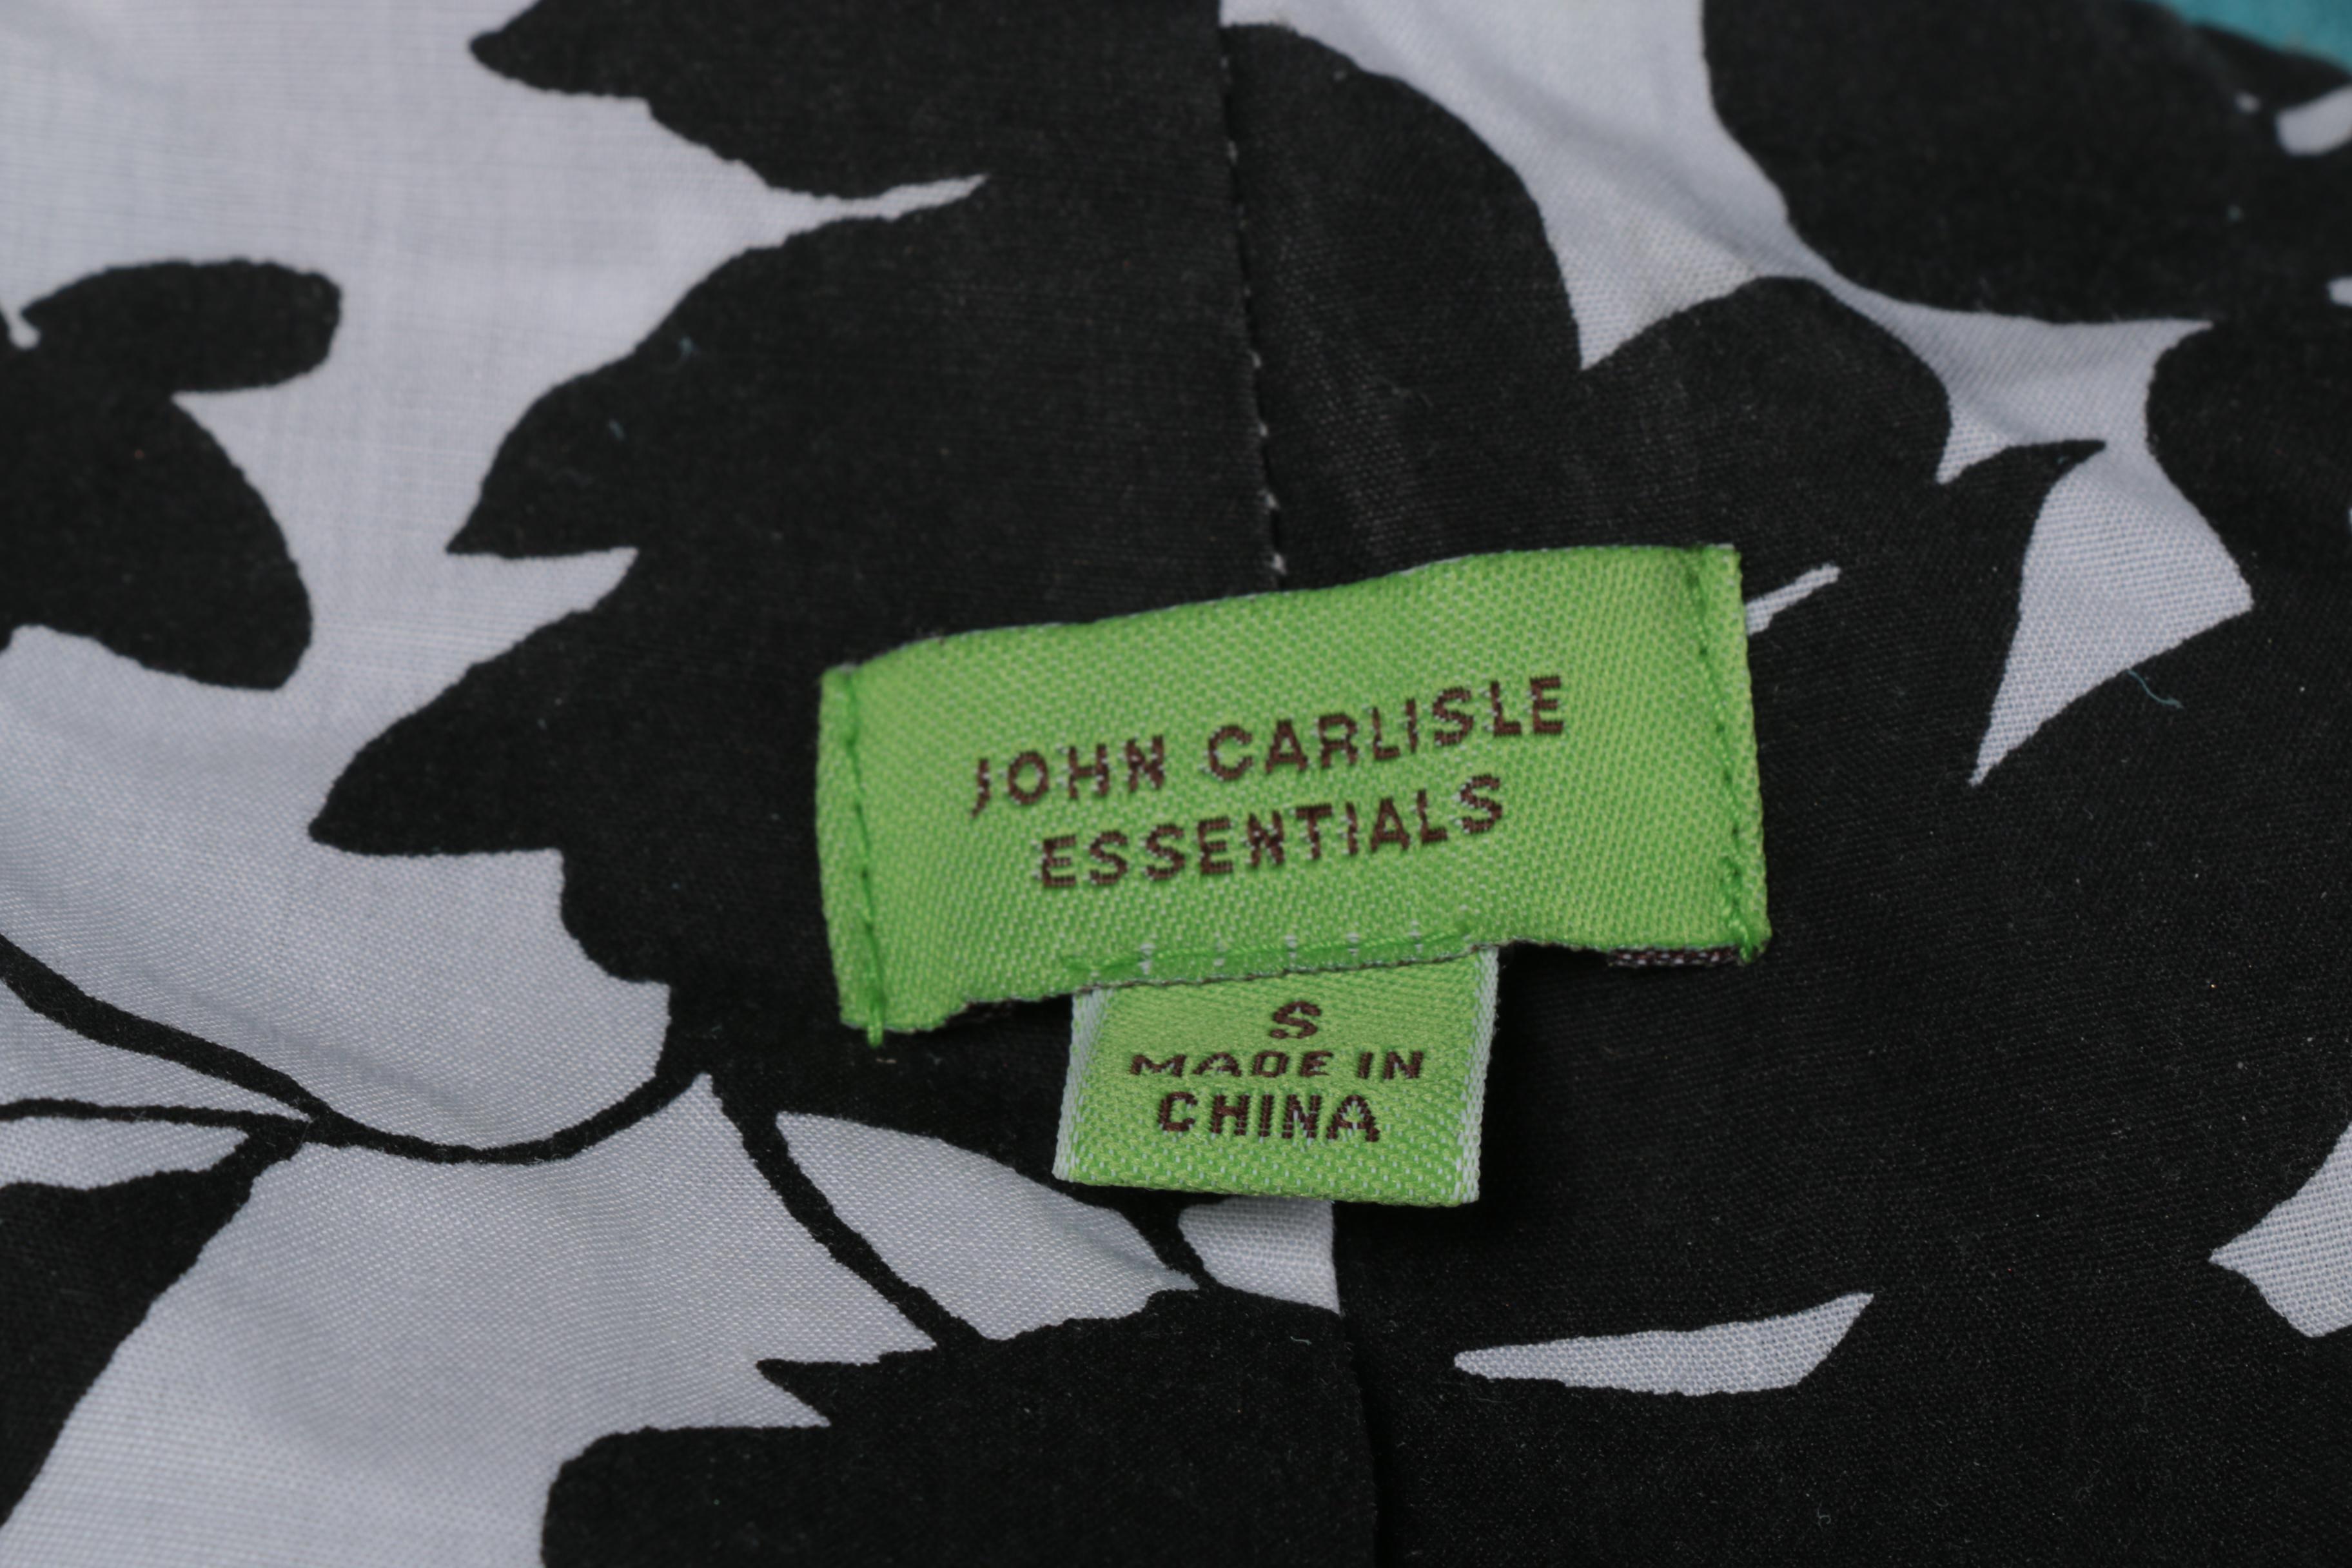 JOHN CARLISLE
ESSENTIALS
S
MADE IN
CHINA